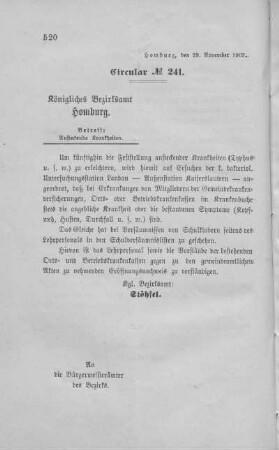 520
Homburg, den 29. November 1907.
Circular № 241.
Königliches Bezirksamt
Homburg.
Betreff:
Ansteckende Krankheiten.
Um künftighin die Feststellung ansteckender Krankheiten (Typhus
u. s. w.) zu erleichtern, wird hiemit auf Ersuchen der k. bakteriol.
Untersuchungsstation Landau — Außenstation Kaiserslautern — an-
geordnet, daß bei Erkrankungen von Mitgliedern der Gemeindekranken-
versicherungen, Orts- oder Betriebskrankenkassen im Krankenbuche
stets die angebliche Krankheit oder die bestandenen Symptome (Kopf-
weh, Husten, Durchfall u. s. w.) sind.
Das Gleiche hat bei Versäumnissen von Schulkindern seitens des
Lehrpersonals in den Schulversäumnislisten zu geschehen.
Hievon ist das Lehrpersonal sowie die Vorstände der bestehenden
Orts- und Betriebskrankenkassen gegen zu den gemeindeamtlichen
Akten zu nehmenden Eröffnungsnachweis zu verständigen.
Kgl. Bezirksamt:
Stöhsel.
An
die Bürgermeisterämter
des Bezirks.